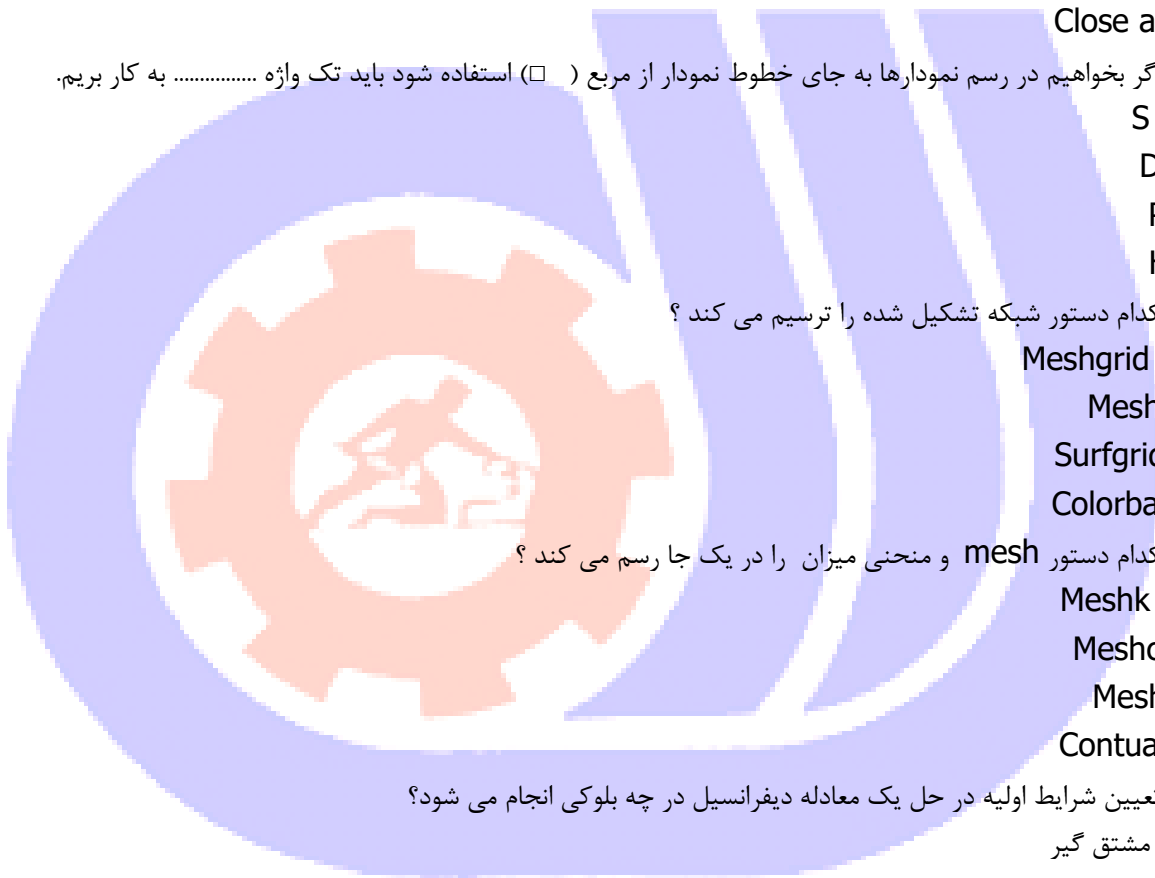 Close a
گر بخواهیم در رسم نمودارها به جای خطوط نمودار از مربع ( □) استفاده شود باید تک واژه ............... به کار بریم.
S
D
کدام دستور شبکه تشکیل شده را ترسیم می کند ؟
Meshgrid
Mesh
Surfgrid
Colorba
کدام دستور mesh و منحنی میزان را در یک جا رسم می کند ؟
Meshk
Meshc
Mesh
Contua
تعیین شرایط اولیه در حل یک معادله دیفرانسیل در چه بلوکی انجام می شود؟
مشتق گیر